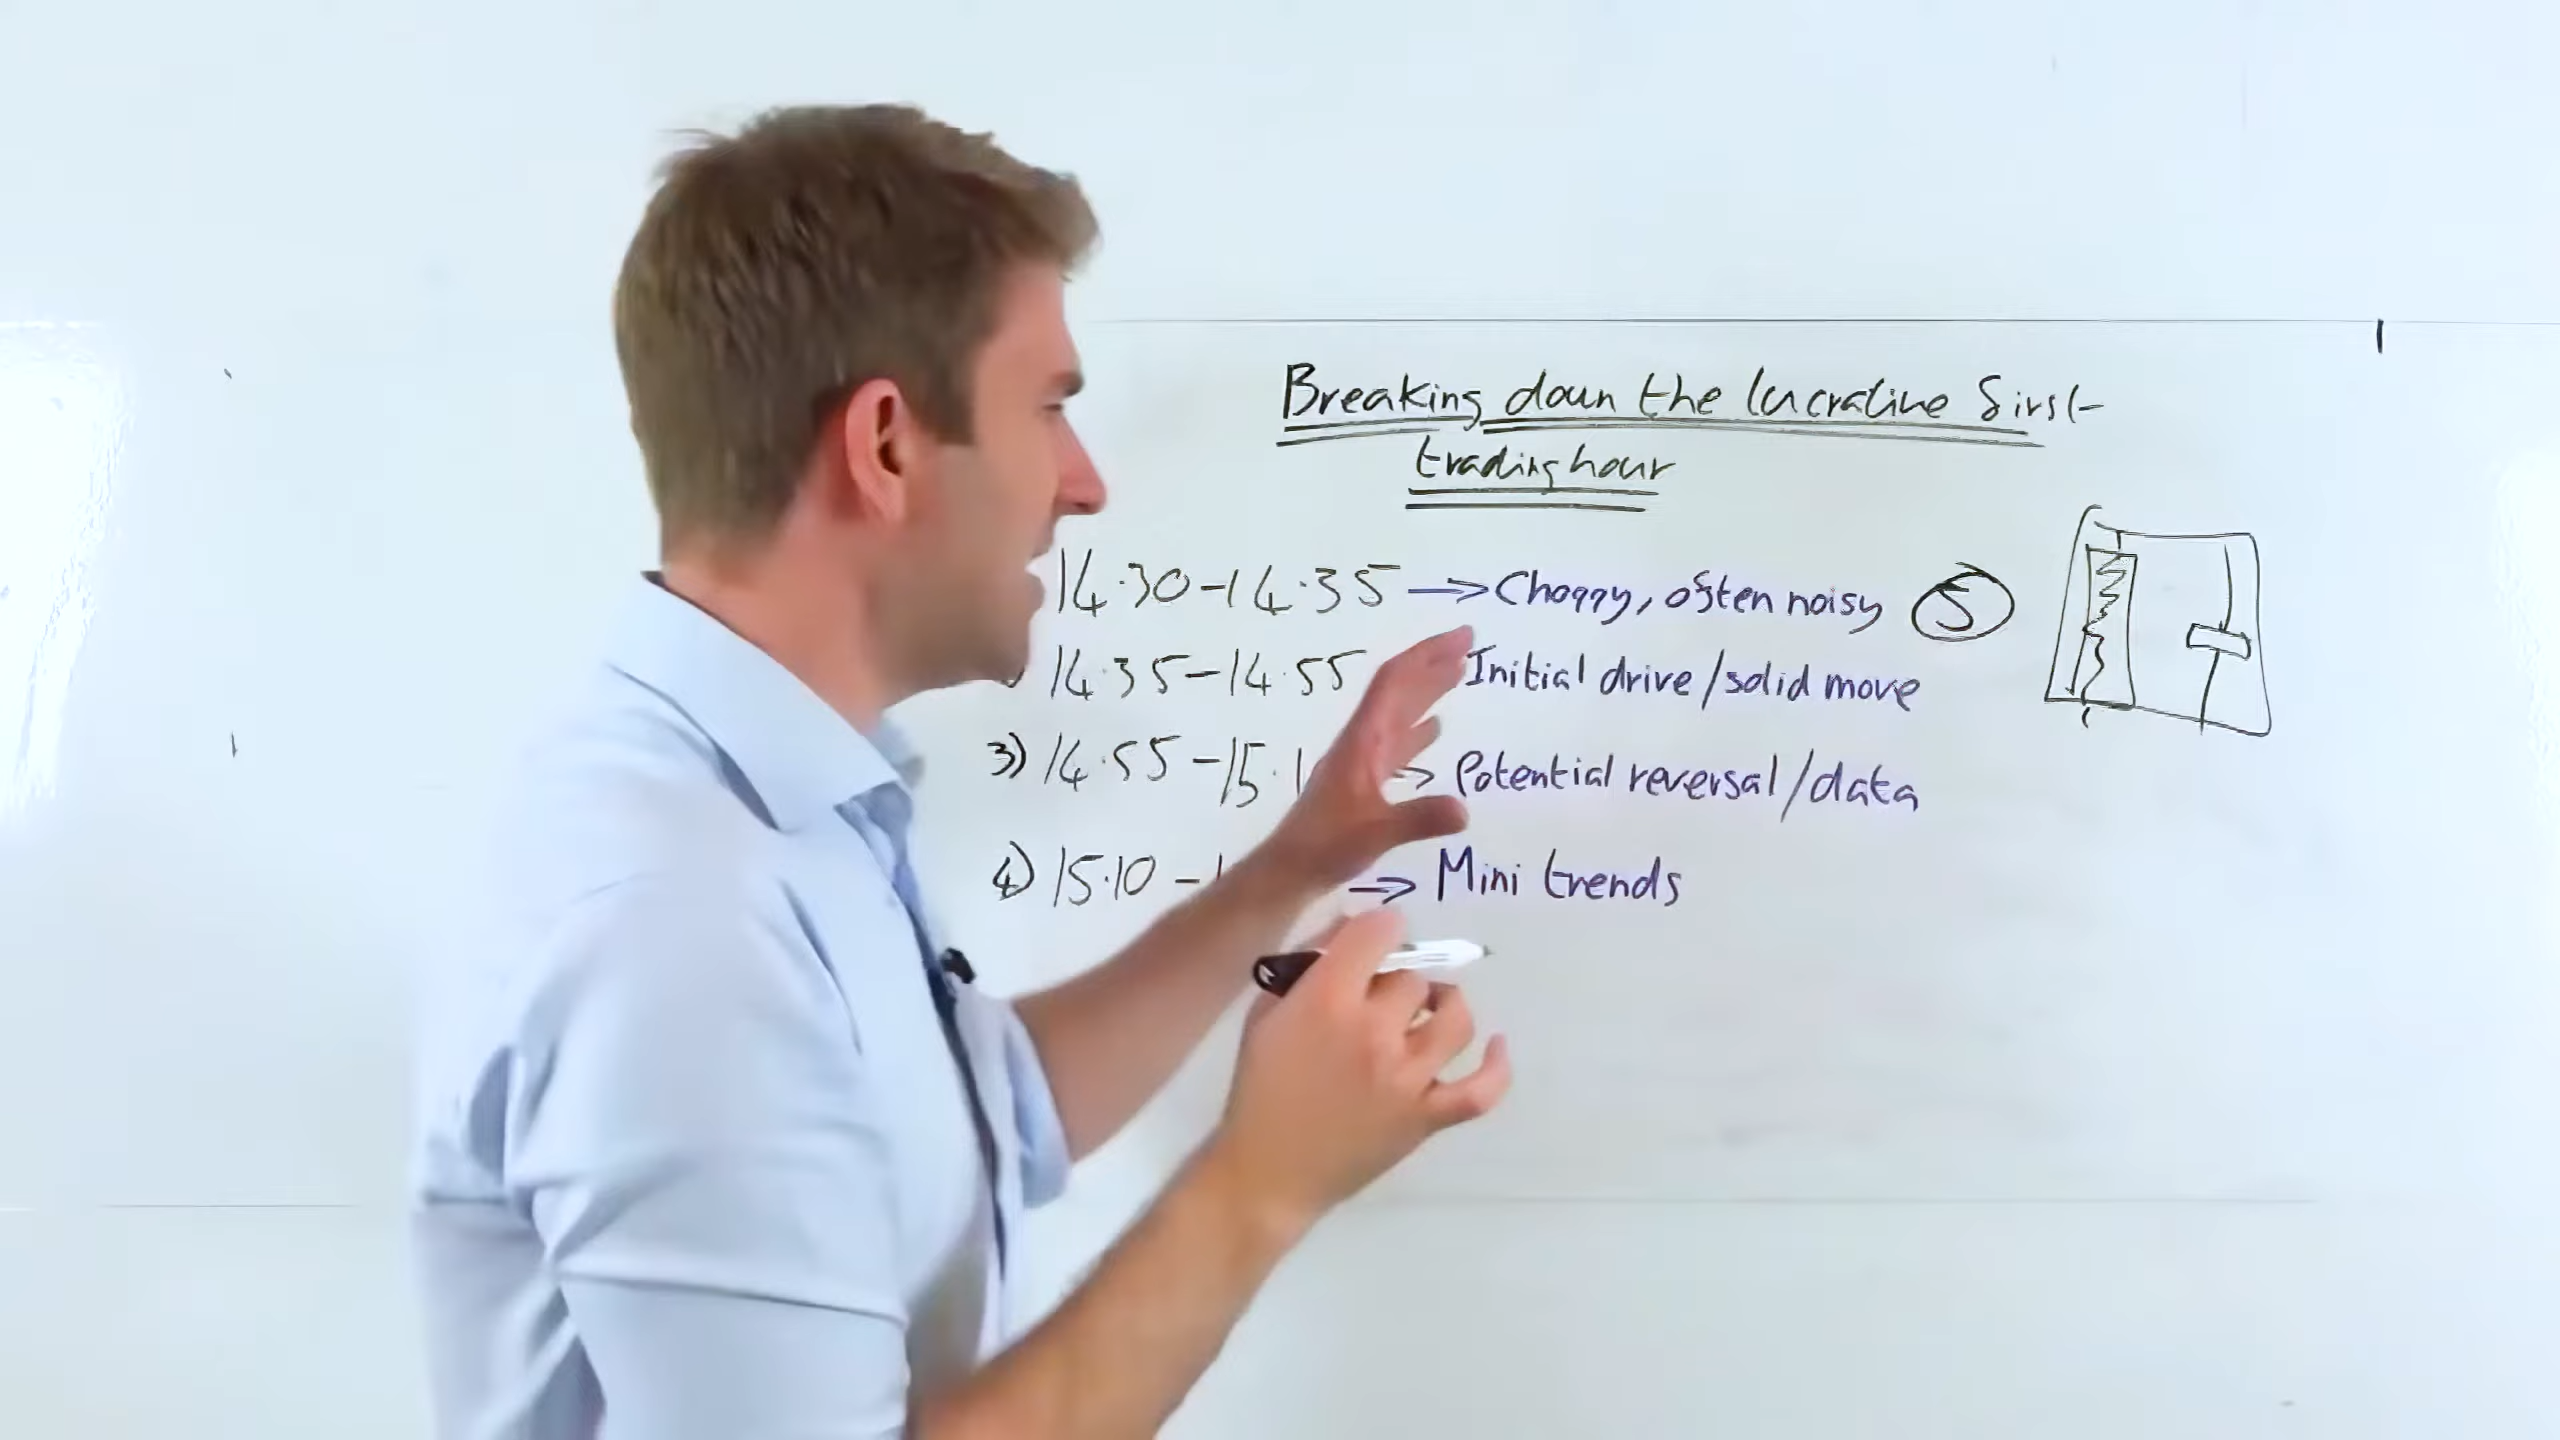 Breaking down the lucrative first
trading hour
14.30-14.35 → Choppy, often noisy 5
14.35-14.55 Initial drive/solid move
3) 14.55-15.1 → Potential reversal/data
4) 15.10 - → Mini trends